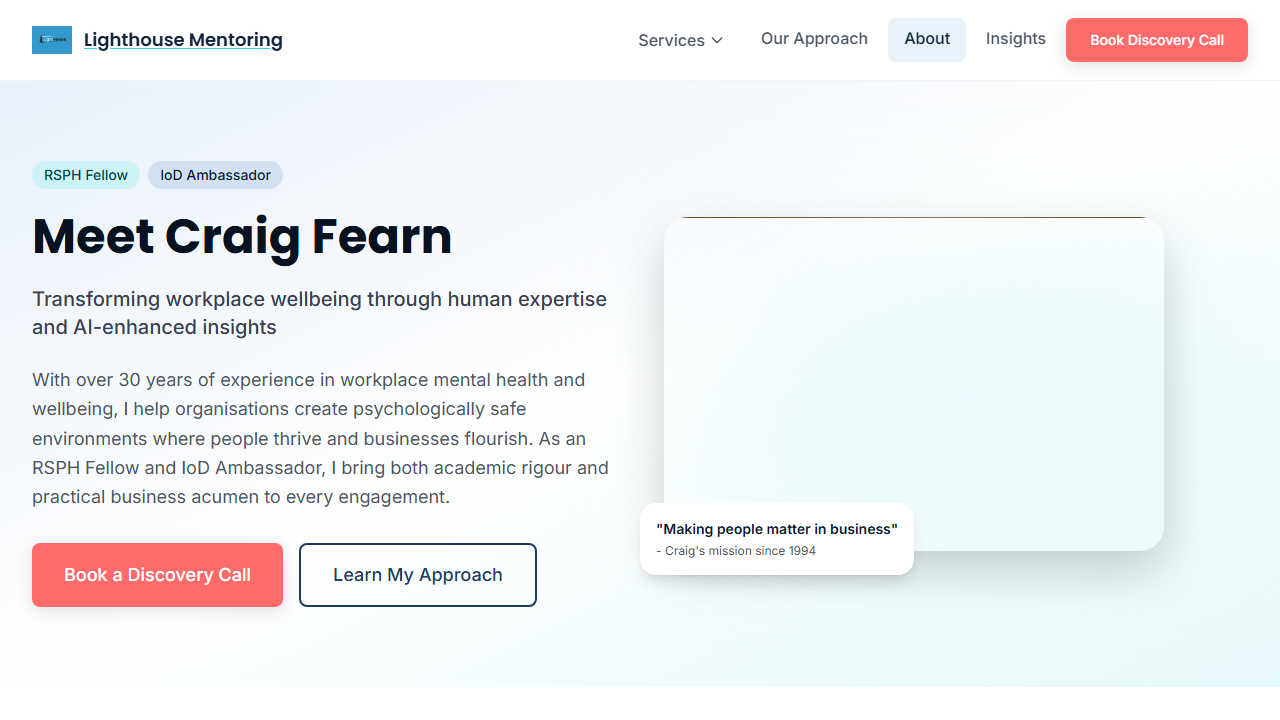 Lighthouse Mentoring
Services
Our Approach
About
Insights
Book Discovery Call
RSPH Fellow
IoD Ambassador
Meet Craig Fearn
Transforming workplace wellbeing through human expertise
and AI-enhanced insights
With over 30 years of experience in workplace mental health and
wellbeing, I help organisations create psychologically safe
environments where people thrive and businesses flourish. As an
RSPH Fellow and IoD Ambassador, I bring both academic rigour and
practical business acumen to every engagement.
Book a Discovery Call
Learn My Approach
"Making people matter in business"
- Craig's mission since 1994